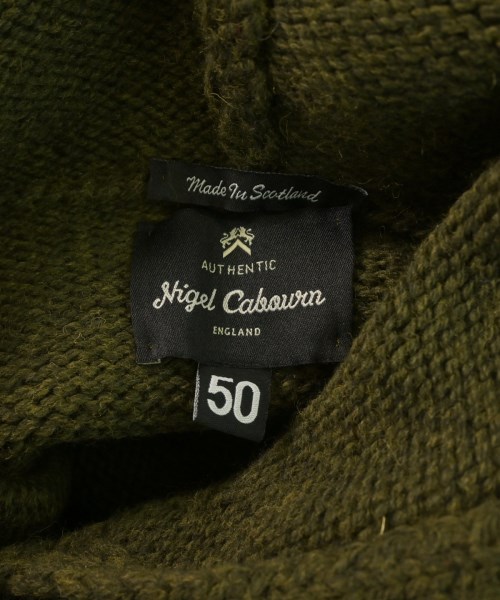 Made In Scotland
AUTHENTIC
Nigel Cabourn
ENGLAND
50